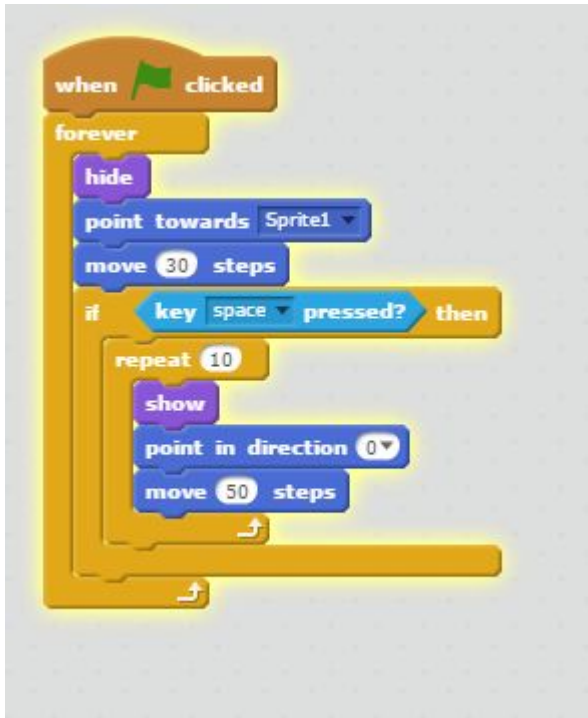 when clicked
forever
hide
point towards Sprite1
move 30 steps
if key space pressed? then
repeat 10
show
point in direction 0
move 50 steps